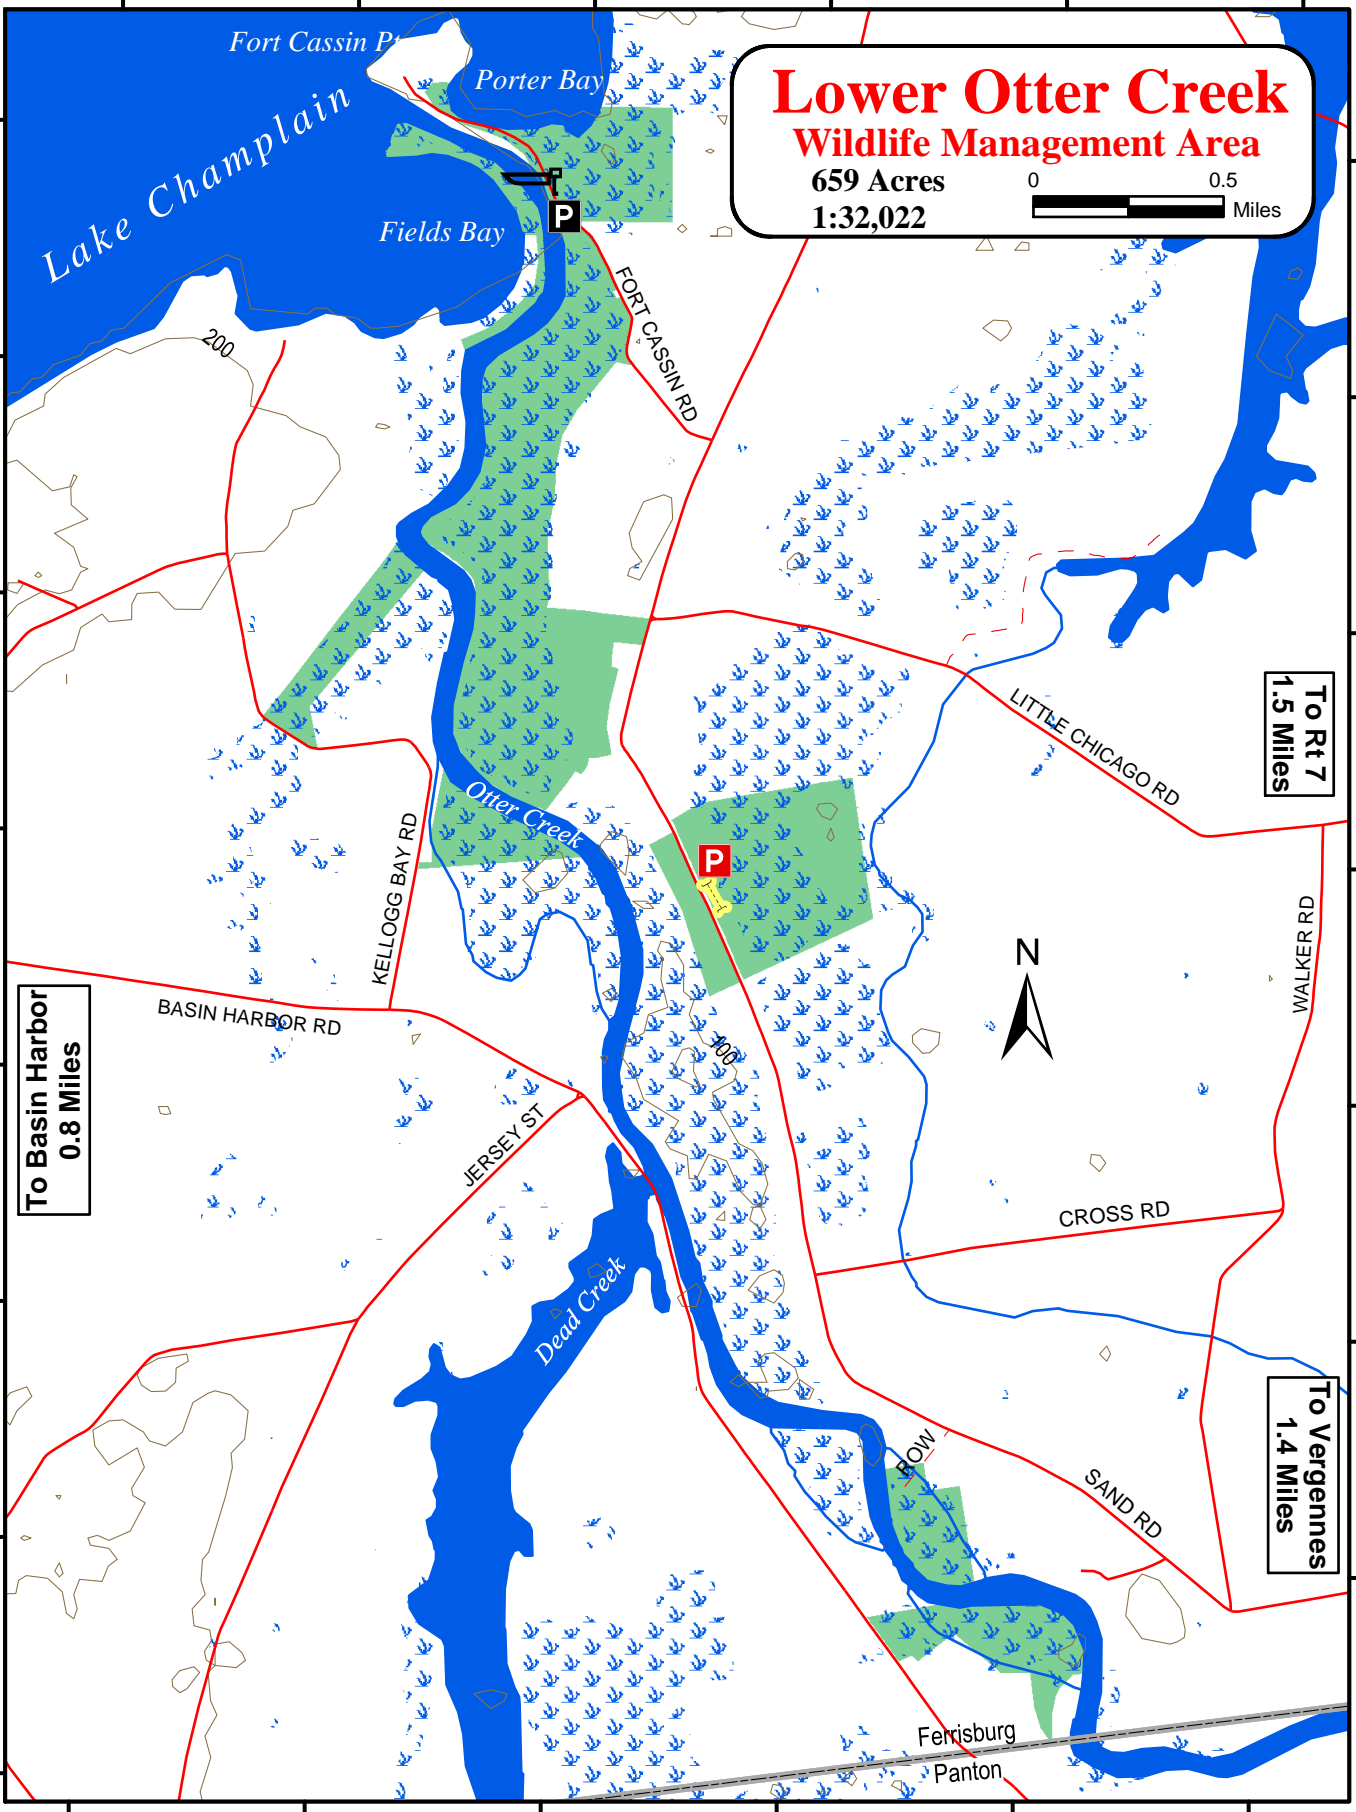 Fort Cassin Pt
Porter Bay
Lake Champlain
Fields Bay
Lower Otter Creek
Wildlife Management Area
659 Acres
1:32,022
0 0.5
Miles
P
FORT CASSIN RD
200
To Rt 7
1.5 Miles
LITTLE CHICAGO RD
Otter Creek
KELLOGG BAY RD
P
WALKER RD
N
BASIN HARBOR RD
To Basin Harbor
0.8 Miles
100
JERSEY ST
CROSS RD
Dead Creek
To Vergennes
1.4 Miles
ROW
SAND RD
Ferrisburg
Panton